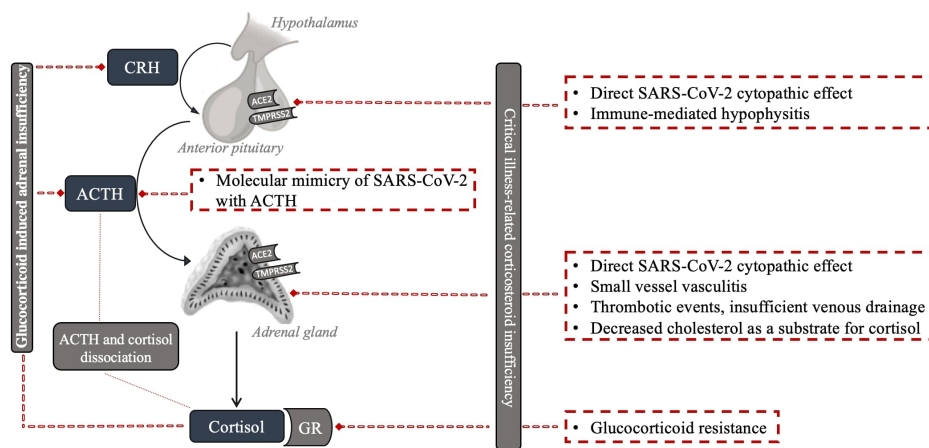 Hypothalamus
CRH
ACE2
TMPRSS2
Anterior pituitary
• Direct SARS-CoV-2 cytopathic effect
• Immune-mediated hypophysitis
Glucocorticoid induced adrenal insufficiency
Critical illness-related corticosteroid insufficiency
ACTH
• Molecular mimicry of SARS-CoV-2
with ACTH
ACE2
TMPRSS2
Adrenal gland
• Direct SARS-CoV-2 cytopathic effect
• Small vessel vasculitis
• Thrombotic events, insufficient venous drainage
• Decreased cholesterol as a substrate for cortisol
ACTH and cortisol
dissociation
Cortisol
GR
• Glucocorticoid resistance